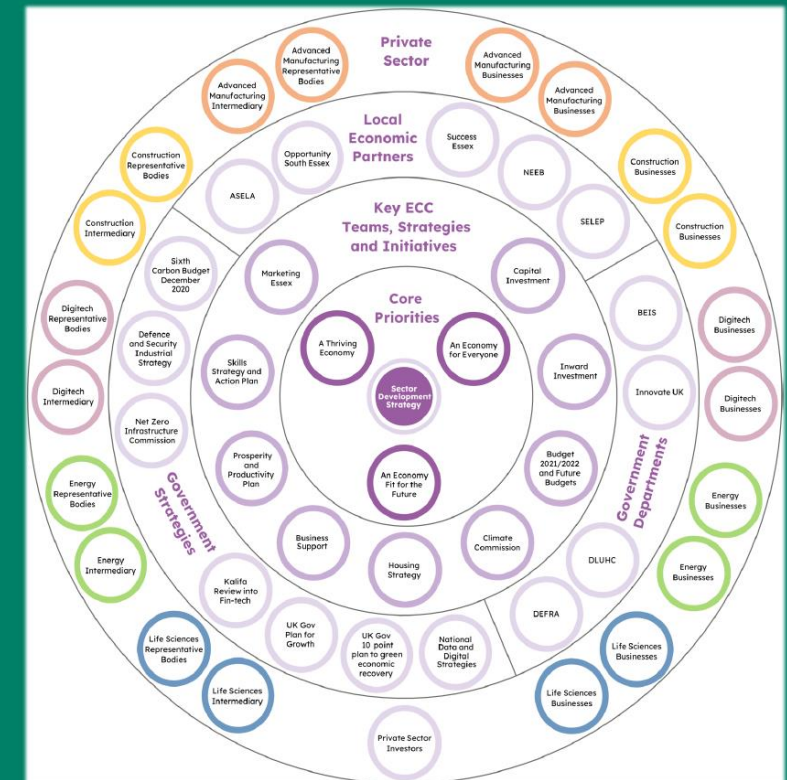 Private
Sector
Advanced
Manufacturing
Representative
Bodies
Advanced
Manufacturing
Intermediary
Construction
Representative
Bodies
Construction
Intermediary
Digitech
Representative
Bodies
Digitech
Intermediary
Energy
Representative
Bodies
Energy
Intermediary
Life Sciences
Representative
Bodies
Life Sciences
Intermediary
Private Sector
Investors
Life Sciences
Businesses
Life Sciences
Businesses
Energy
Businesses
Energy
Businesses
Digitech
Businesses
Digitech
Businesses
Construction
Businesses
Construction
Businesses
Advanced
Manufacturing
Businesses
Advanced
Manufacturing
Businesses
Local
Economic
Partners
Opportunity
South Essex
ASELA
Success
Essex
NEEB
SELEP
Government
Departments
BEIS
Innovate UK
DLUHC
DEFRA
Government
Strategies
Sixth
Carbon Budget
December
2020
Defence
and Security
Industrial
Strategy
Net Zero
Infrastructure
Commission
Kalifa
Review into
Fin-tech
UK Gov
Plan for
Growth
UK Gov
10 point
plan to green
economic
recovery
National
Data and
Digital
Strategies
Key ECC
Teams, Strategies
and Initiatives
Marketing
Essex
Skills
Strategy and
Action Plan
Prosperity
and
Productivity
Plan
Business
Support
Housing
Strategy
Climate
Commission
Budget
2021/2022
and Future
Budgets
Inward
Investment
Capital
Investment
Core
Priorities
A Thriving
Economy
An Economy
for Everyone
An Economy
Fit for the
Future
Sector
Development
Strategy